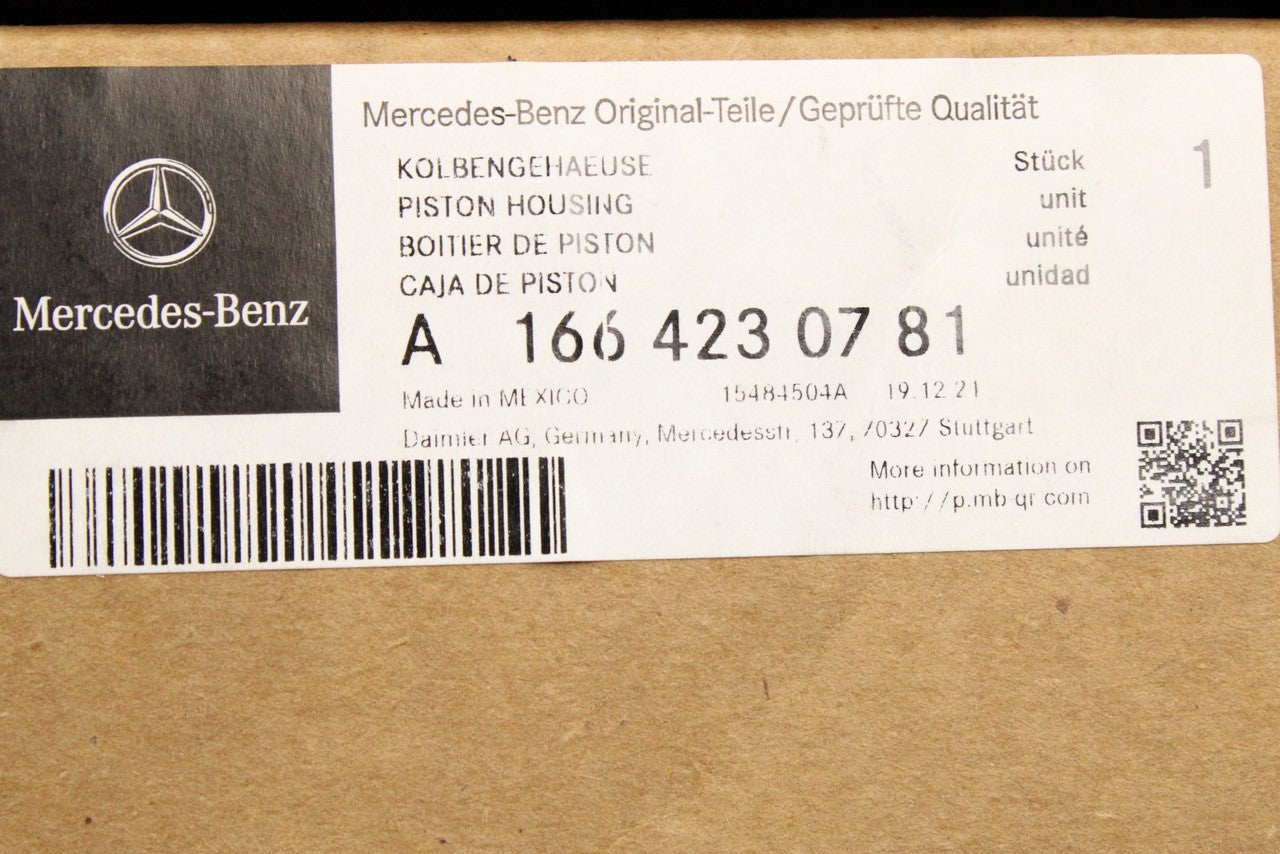 Mercedes-Benz
Mercedes-Benz Original-Teile/Geprüfte Qualität
KOLBENGEHAEUSE Stück 1
PISTON HOUSING unit
BOITIER DE PISTON unité
CAJA DE PISTON unidad
A 166 423 07 81
Made in MEXICO 15484504A 19.12.21
Daimler AG, Germany, Mercedesstr, 137, 70327 Stuttgart
More information on
http://p.mb-qr.com